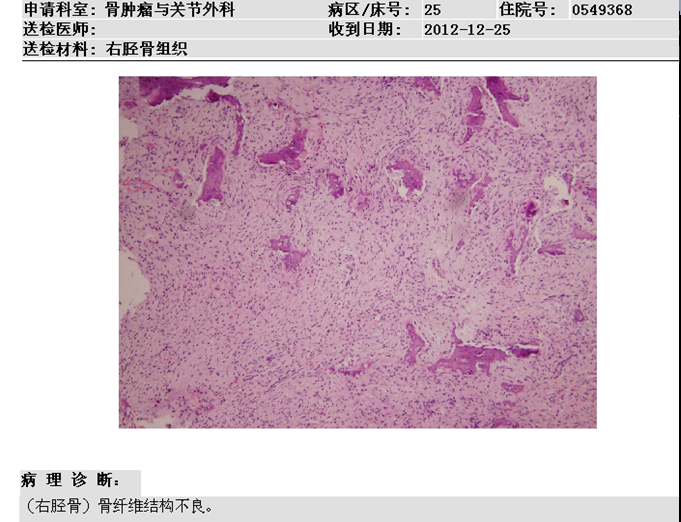 申请科室：骨肿瘤与关节外科 病区/床号：25 住院号：0549368
送检医师： 收到日期：2012-12-25
送检材料：右胫骨组织
病 理 诊 断：
（右胫骨）骨纤维结构不良。